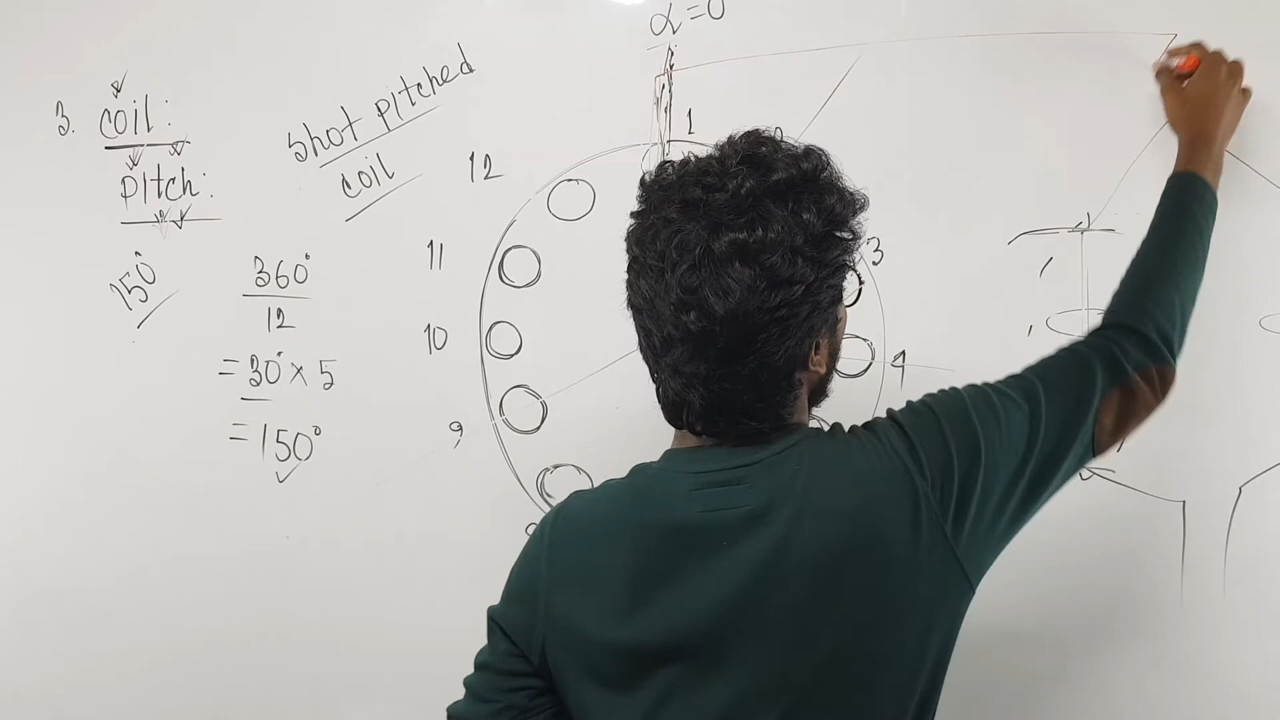 3. Coil:
Pitch:
Shot pitched
coil
150°
360°
12
= 30° × 5
= 150°
α = 0
1
3
4
12
11
10
9